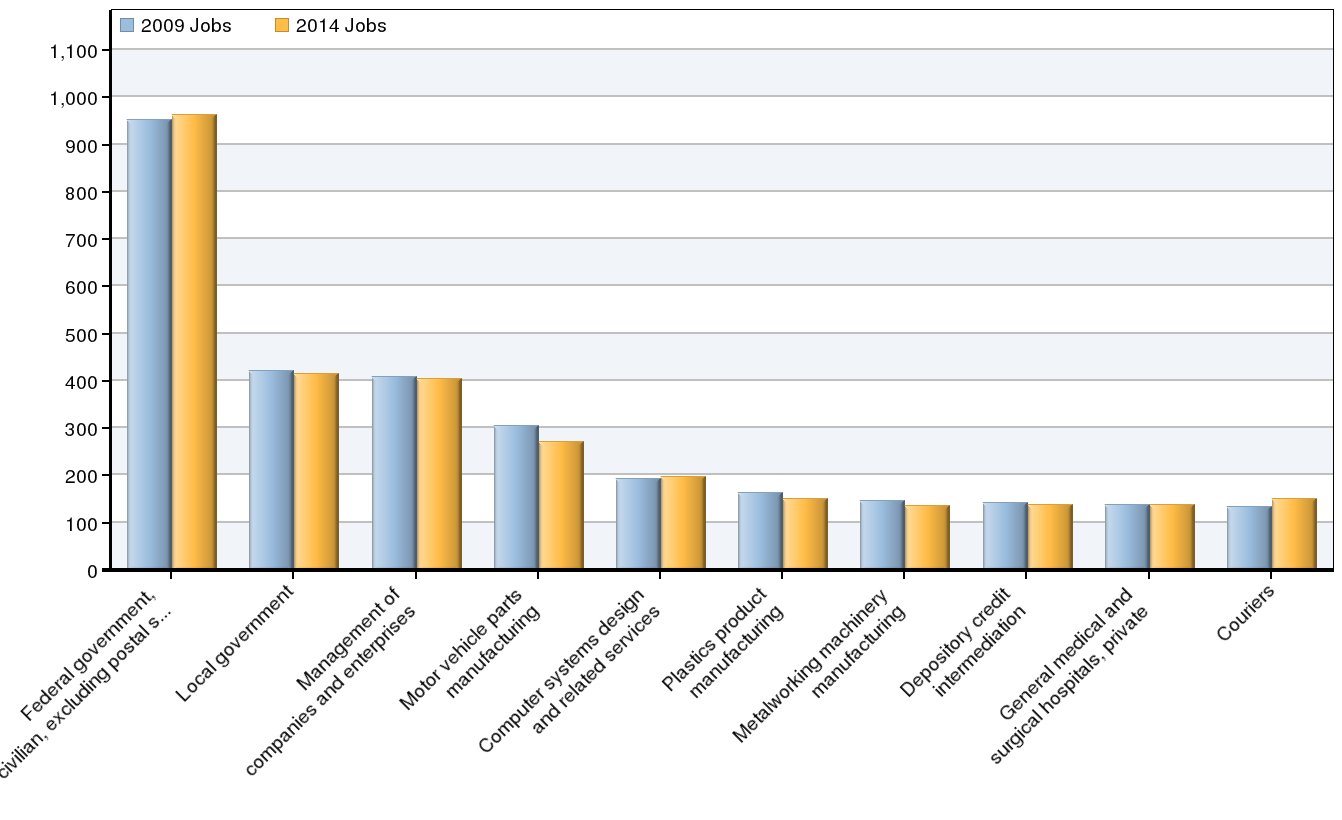 2009 Jobs
2014 Jobs
1,100
1,000
900
800
700
600
500
400
300
200
100
0
Federal government,
civilian, excluding postal s...
Local government
Management of
companies and enterprises
Motor vehicle parts
manufacturing
Computer systems design
and related services
Plastics product
manufacturing
Metalworking machinery
manufacturing
Depository credit
intermediation
General medical and
surgical hospitals, private
Couriers